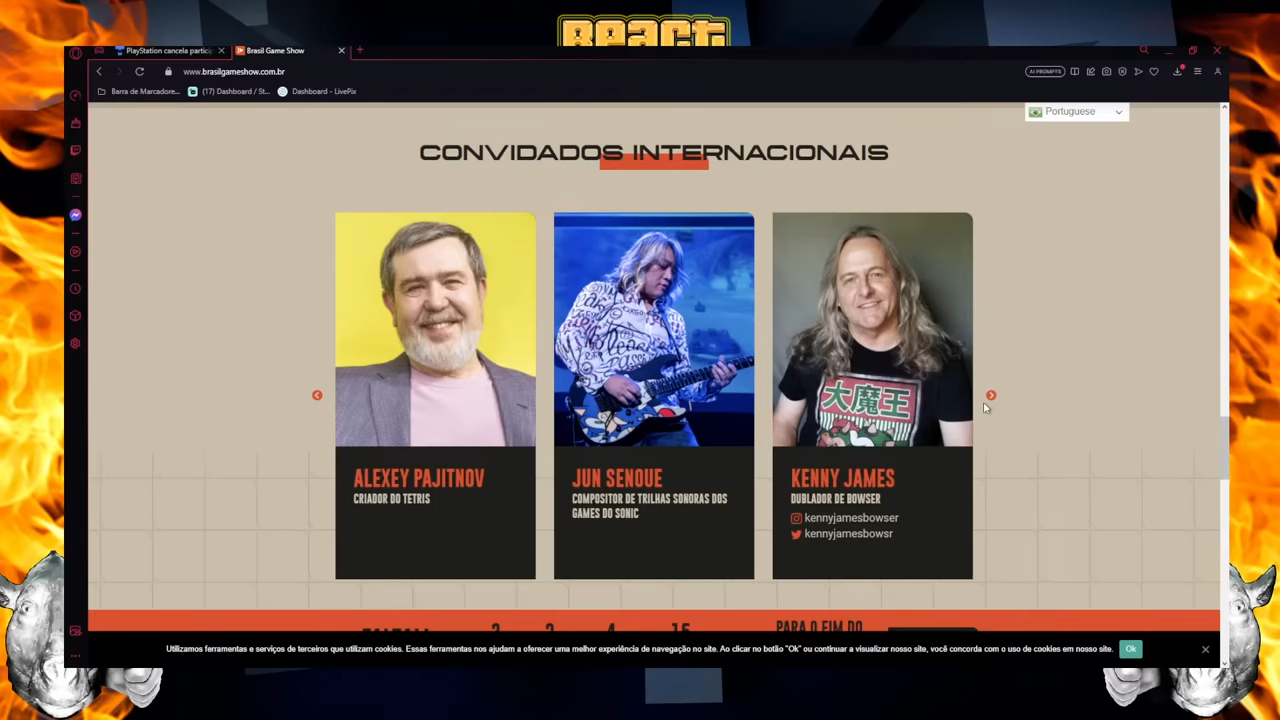 React
PlayStation cancela particip
Brasil Game Show
www.brasilgameshow.com.br
AI PROMPTS
Barra de Marcadore...
(17) Dashboard / St...
Dashboard - LivePix
Portuguese
CONVIDADOS INTERNACIONAIS
大魔王
ALEXEY PAJITNOV
CRIADOR DO TETRIS
JUN SENOUE
COMPOSITOR DE TRILHAS SONORAS DOS
GAMES DO SONIC
KENNY JAMES
DUBLADOR DE BOWSER
kennyjamesbowser
kennyjamesbowsr
PARA O FIM DO
Utilizamos ferramentas e serviços de terceiros que utilizam cookies. Essas ferramentas nos ajudam a oferecer uma melhor experiência de navegação no site. Ao clicar no botão "Ok" ou continuar a visualizar nosso site, você concorda com o uso de cookies em nosso site.
Ok